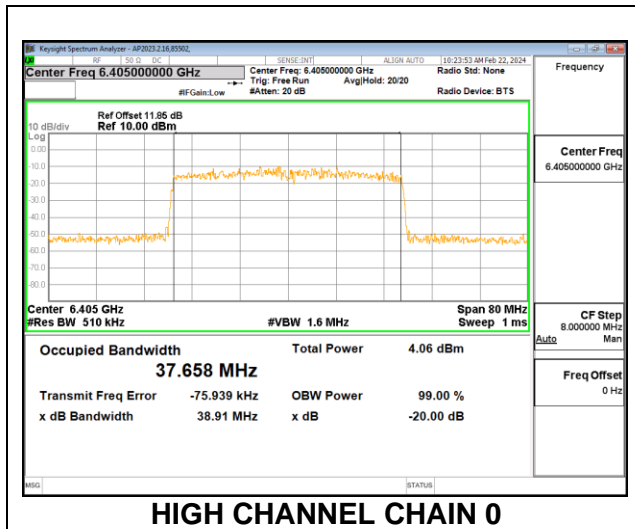 Keysight Spectrum Analyzer - AP2023.2.16,85502,
RF 50 Ω DC SENSE:INT ALIGN AUTO 10:23:53 AM Feb 22, 2024
Center Freq 6.405000000 GHz
Center Freq: 6.405000000 GHz
Radio Std: None
Trig: Free Run Avg|Hold: 20/20
#IFGain:Low #Atten: 20 dB Radio Device: BTS
Frequency
Ref Offset 11.85 dB
10 dB/div Ref 10.00 dBm
Log
0.00
-10.0
-20.0
-30.0
-40.0
-50.0
-60.0
-70.0
-80.0
Center Freq
6.405000000 GHz
Center 6.405 GHz Span 80 MHz
#Res BW 510 kHz #VBW 1.6 MHz Sweep 1 ms
CF Step
8.000000 MHz
Auto Man
Occupied Bandwidth Total Power 4.06 dBm
37.658 MHz
Freq Offset
0 Hz
Transmit Freq Error -75.939 kHz OBW Power 99.00 %
x dB Bandwidth 38.91 MHz x dB -20.00 dB
MSG STATUS
HIGH CHANNEL CHAIN 0